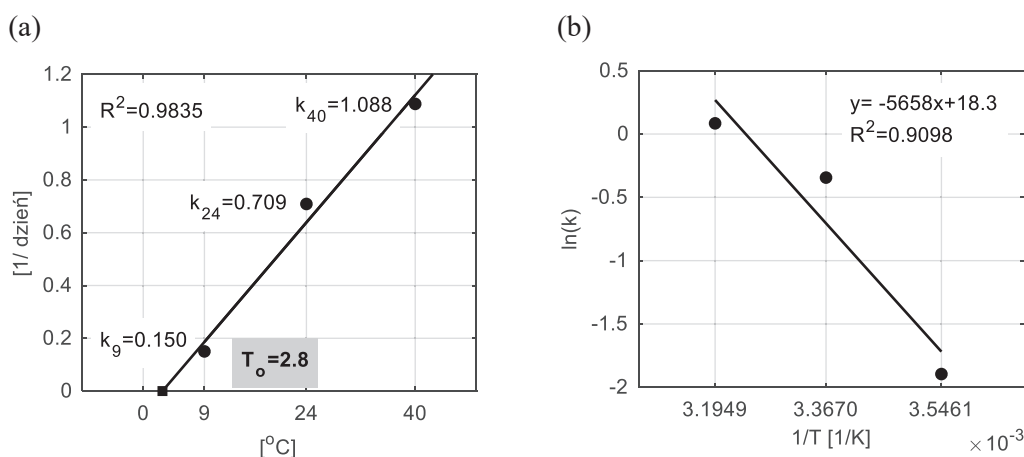 (a)
R²=0.9835
k₄₀=1.088
k₂₄=0.709
k₉=0.150
Tₒ=2.8
1.2
1
0.8
0.6
0.4
0.2
0
[1/ dzień]
0 9 24 40
[°C]
(b)
y= -5658x+18.3
R²=0.9098
0.5
0
-0.5
-1
-1.5
-2
ln(k)
3.1949 3.3670 3.5461
1/T [1/K]
×10⁻³